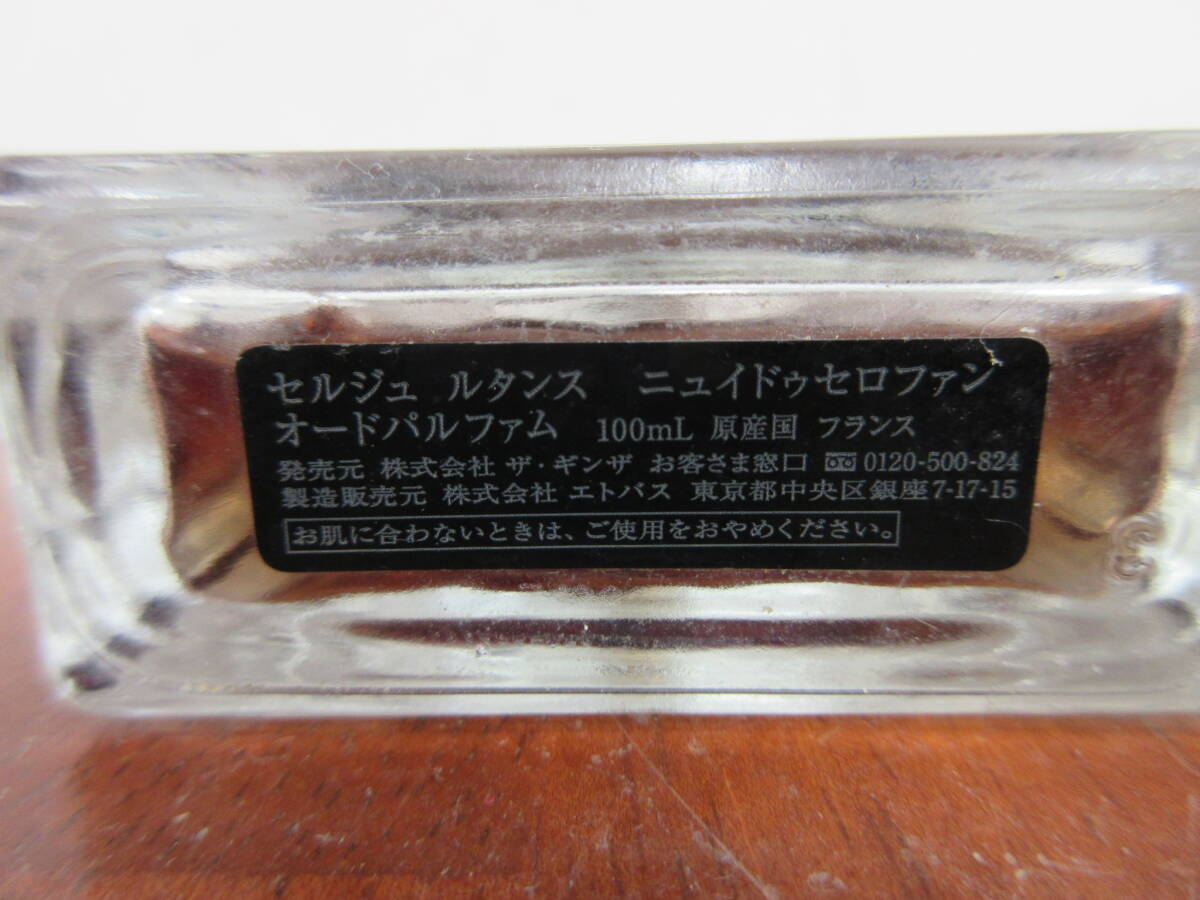 セルジュ ルタンス ニュイドゥセロファン
オードパルファム 100mL 原産国 フランス
発売元 株式会社 ザ・ギンザ お客さま窓口 0120-500-824
製造販売元 株式会社 エトバス 東京都中央区銀座7-17-15
お肌に合わないときは、ご使用をおやめください。